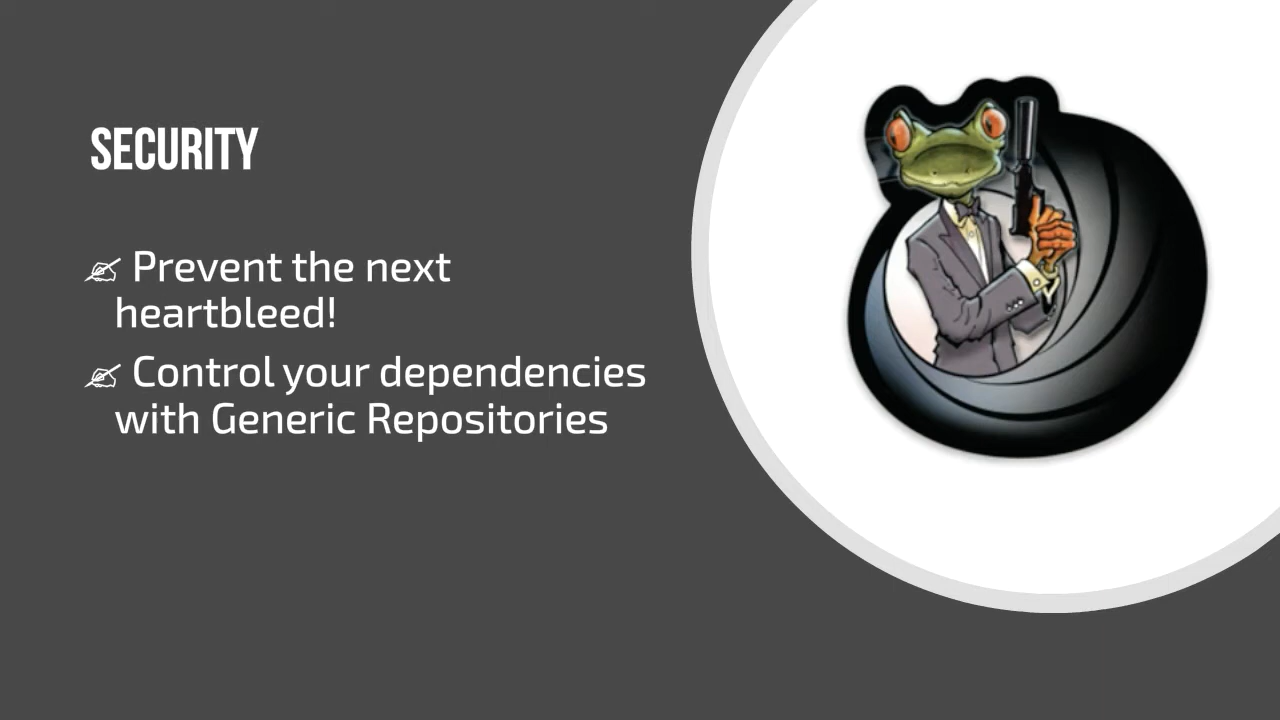 SECURITY
Prevent the next
heartbleed!
Control your dependencies
with Generic Repositories